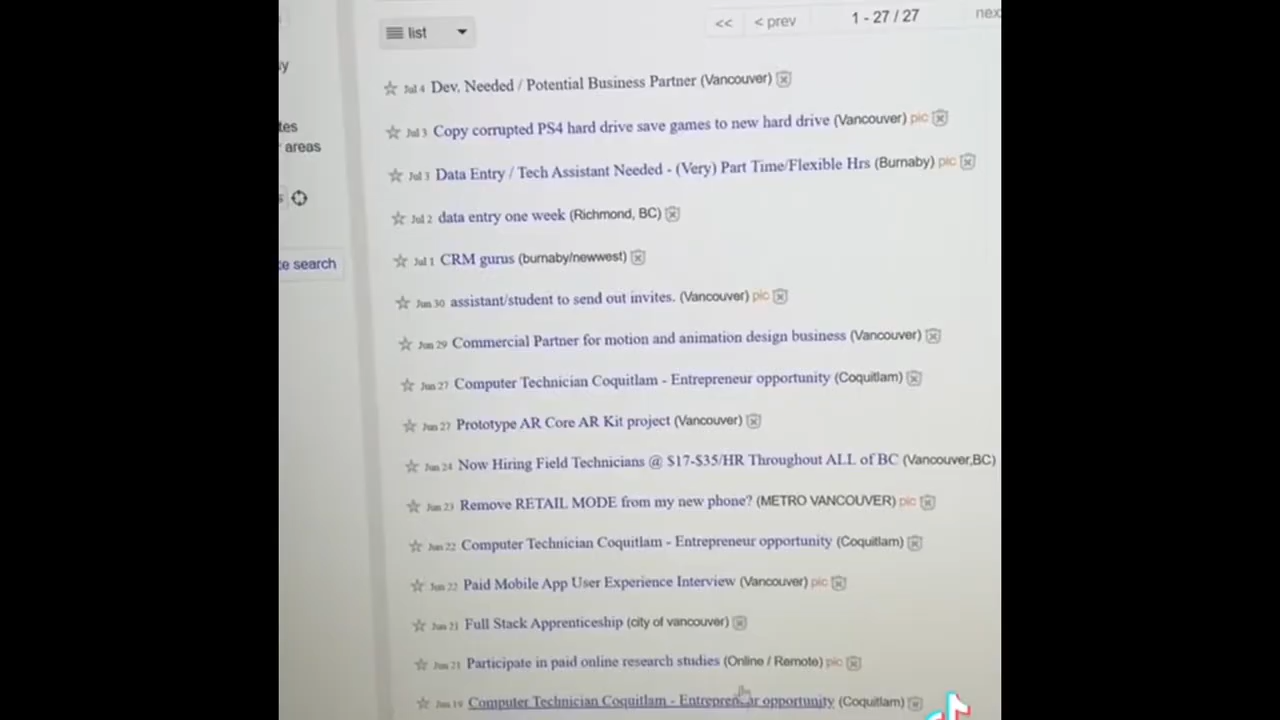 list
<< < prev 1 - 27 / 27 nex
Jul 4 Dev. Needed / Potential Business Partner (Vancouver)
Jul 3 Copy corrupted PS4 hard drive save games to new hard drive (Vancouver) pic
tes
areas
Jul 3 Data Entry / Tech Assistant Needed - (Very) Part Time/Flexible Hrs (Burnaby) pic
Jul 2 data entry one week (Richmond, BC)
Jul 1 CRM gurus (burnaby/newwest)
te search
Jun 30 assistant/student to send out invites. (Vancouver) pic
Jun 29 Commercial Partner for motion and animation design business (Vancouver)
Jun 27 Computer Technician Coquitlam - Entrepreneur opportunity (Coquitlam)
Jun 27 Prototype AR Core AR Kit project (Vancouver)
Jun 24 Now Hiring Field Technicians @ $17-$35/HR Throughout ALL of BC (Vancouver,BC)
Jun 23 Remove RETAIL MODE from my new phone? (METRO VANCOUVER) pic
Jun 22 Computer Technician Coquitlam - Entrepreneur opportunity (Coquitlam)
Jun 22 Paid Mobile App User Experience Interview (Vancouver) pic
Jun 21 Full Stack Apprenticeship (city of vancouver)
Jun 21 Participate in paid online research studies (Online / Remote) pic
Jun 19 Computer Technician Coquitlam - Entrepreneur opportunity (Coquitlam)